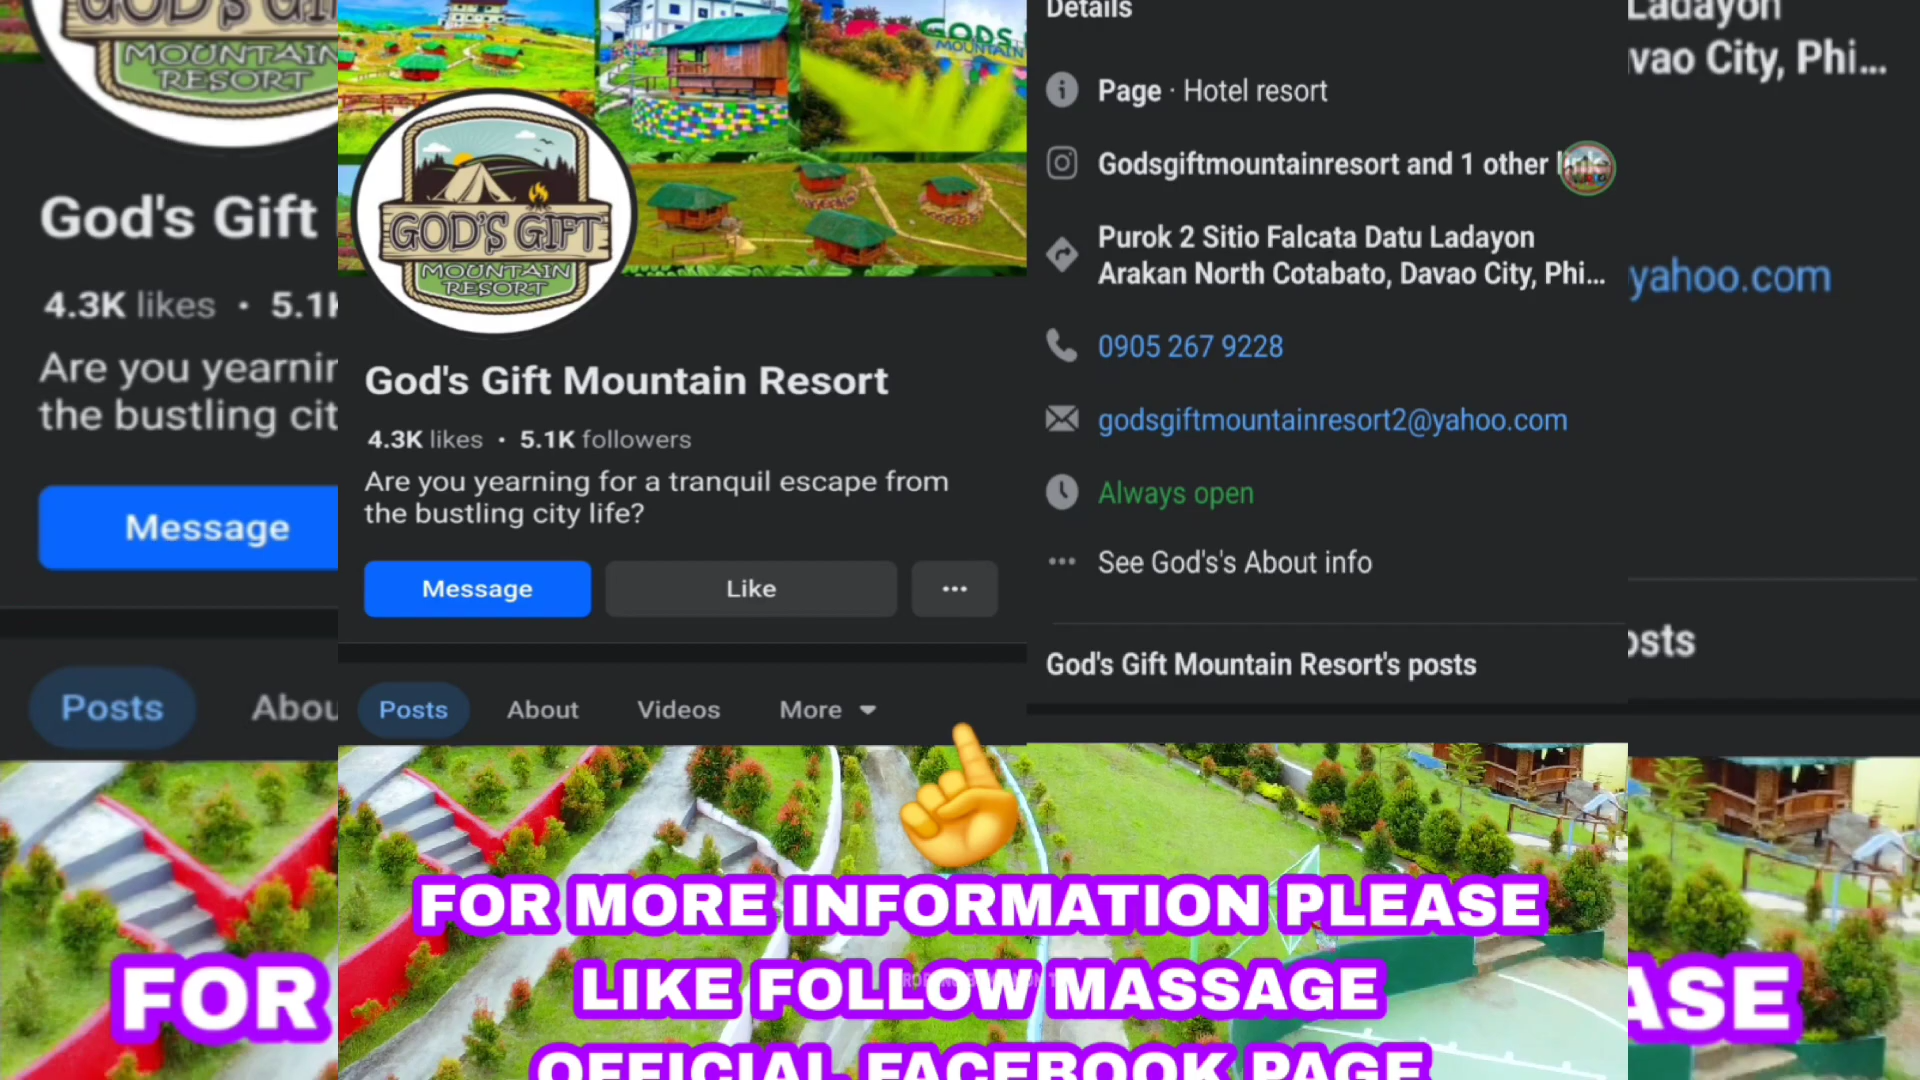 GOD'S GIFT
MOUNTAIN
RESORT
God's Gift
4.3K likes • 5.1K
Are you yearnin
the bustling cit
Message
Posts
Abou
FOR
GODS
MOUNTAIN
GOD'S GIFT
MOUNTAIN
RESORT
God's Gift Mountain Resort
4.3K likes • 5.1K followers
Are you yearning for a tranquil escape from
the bustling city life?
Message
Like
Posts
About
Videos
More
Details
Page · Hotel resort
Godsgiftmountainresort and 1 other link
Purok 2 Sitio Falcata Datu Ladayon
Arakan North Cotabato, Davao City, Phi...
0905 267 9228
godsgiftmountainresort2@yahoo.com
Always open
See God's's About info
God's Gift Mountain Resort's posts
Ladayon
vao City, Phi...
yahoo.com
osts
ASE
FOR MORE INFORMATION PLEASE
LIKE FOLLOW MASSAGE
OFFICIAL FACEBOOK PAGE